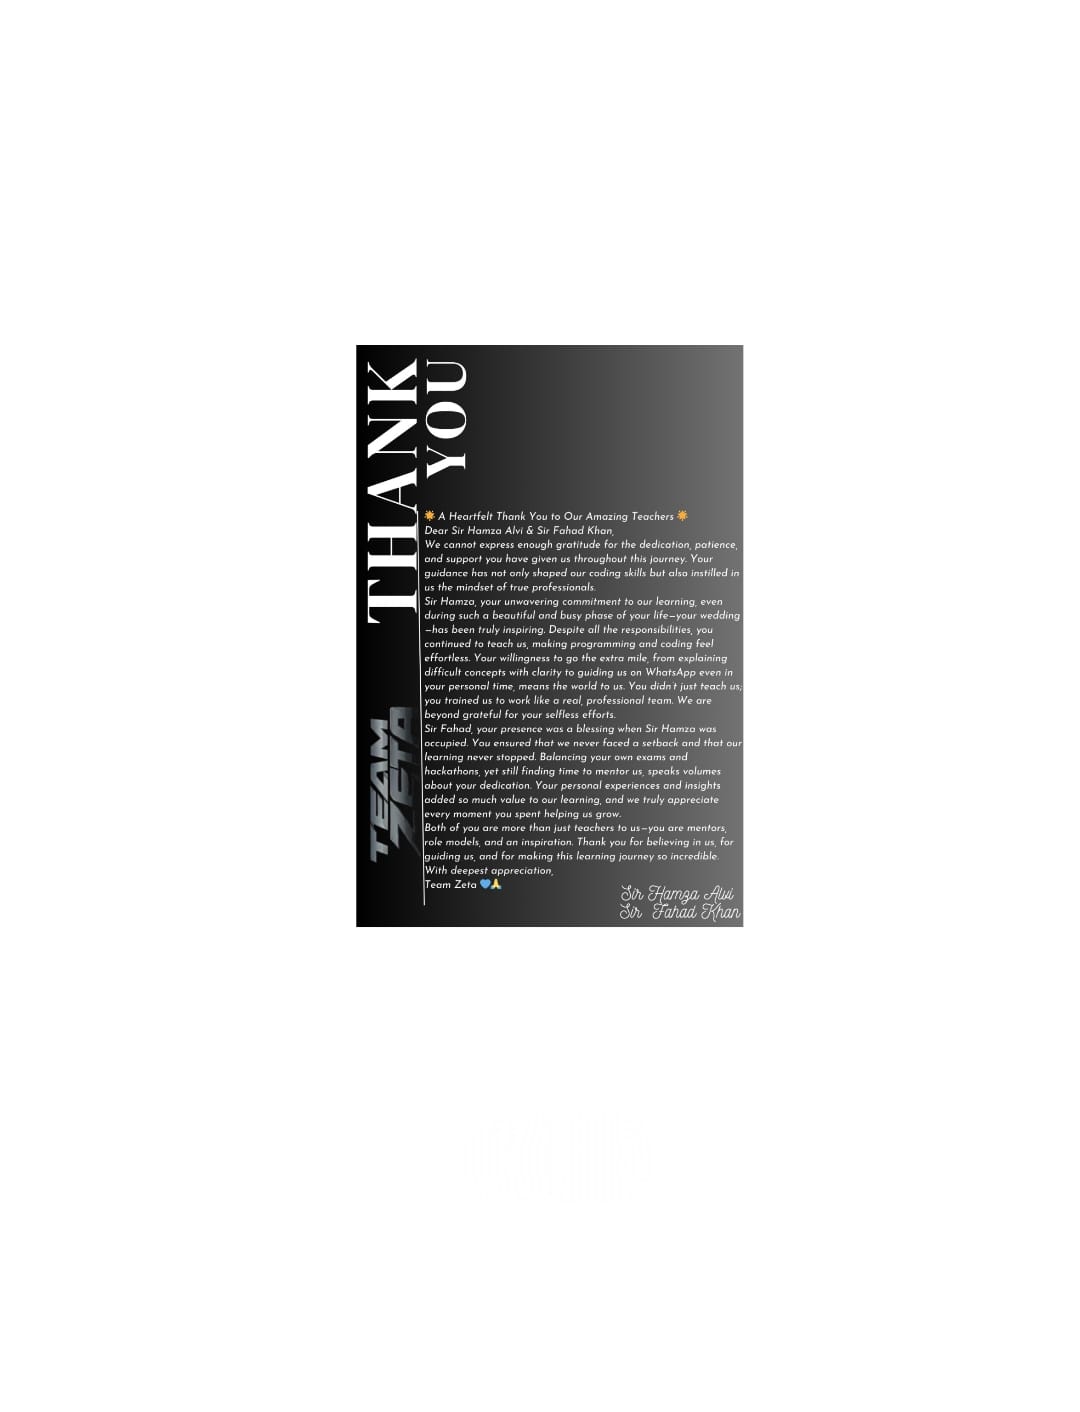 THANK
YOU
🌟 A Heartfelt Thank You to Our Amazing Teachers 🌟
Dear Sir Hamza Alvi & Sir Fahad Khan,
We cannot express enough gratitude for the dedication, patience,
and support you have given us throughout this journey. Your
guidance has not only shaped our coding skills but also instilled in
us the mindset of true professionals.
Sir Hamza, your unwavering commitment to our learning, even
during such a beautiful and busy phase of your life—your wedding
—has been truly inspiring. Despite all the responsibilities, you
continued to teach us, making programming and coding feel
effortless. Your willingness to go the extra mile, from explaining
difficult concepts with clarity to guiding us on WhatsApp even in
your personal time, means the world to us. You didn't just teach us;
you trained us to work like a real, professional team. We are
beyond grateful for your selfless efforts.
Sir Fahad, your presence was a blessing when Sir Hamza was
occupied. You ensured that we never faced a setback and that our
learning never stopped. Balancing your own exams and
hackathons, yet still finding time to mentor us, speaks volumes
about your dedication. Your personal experiences and insights
added so much value to our learning, and we truly appreciate
every moment you spent helping us grow.
Both of you are more than just teachers to us—you are mentors,
role models, and an inspiration. Thank you for believing in us, for
guiding us, and for making this learning journey so incredible.
With deepest appreciation,
Team Zeta 💙🙏
TEAM
ZETA
Sir Hamza Alvi
Sir Fahad Khan